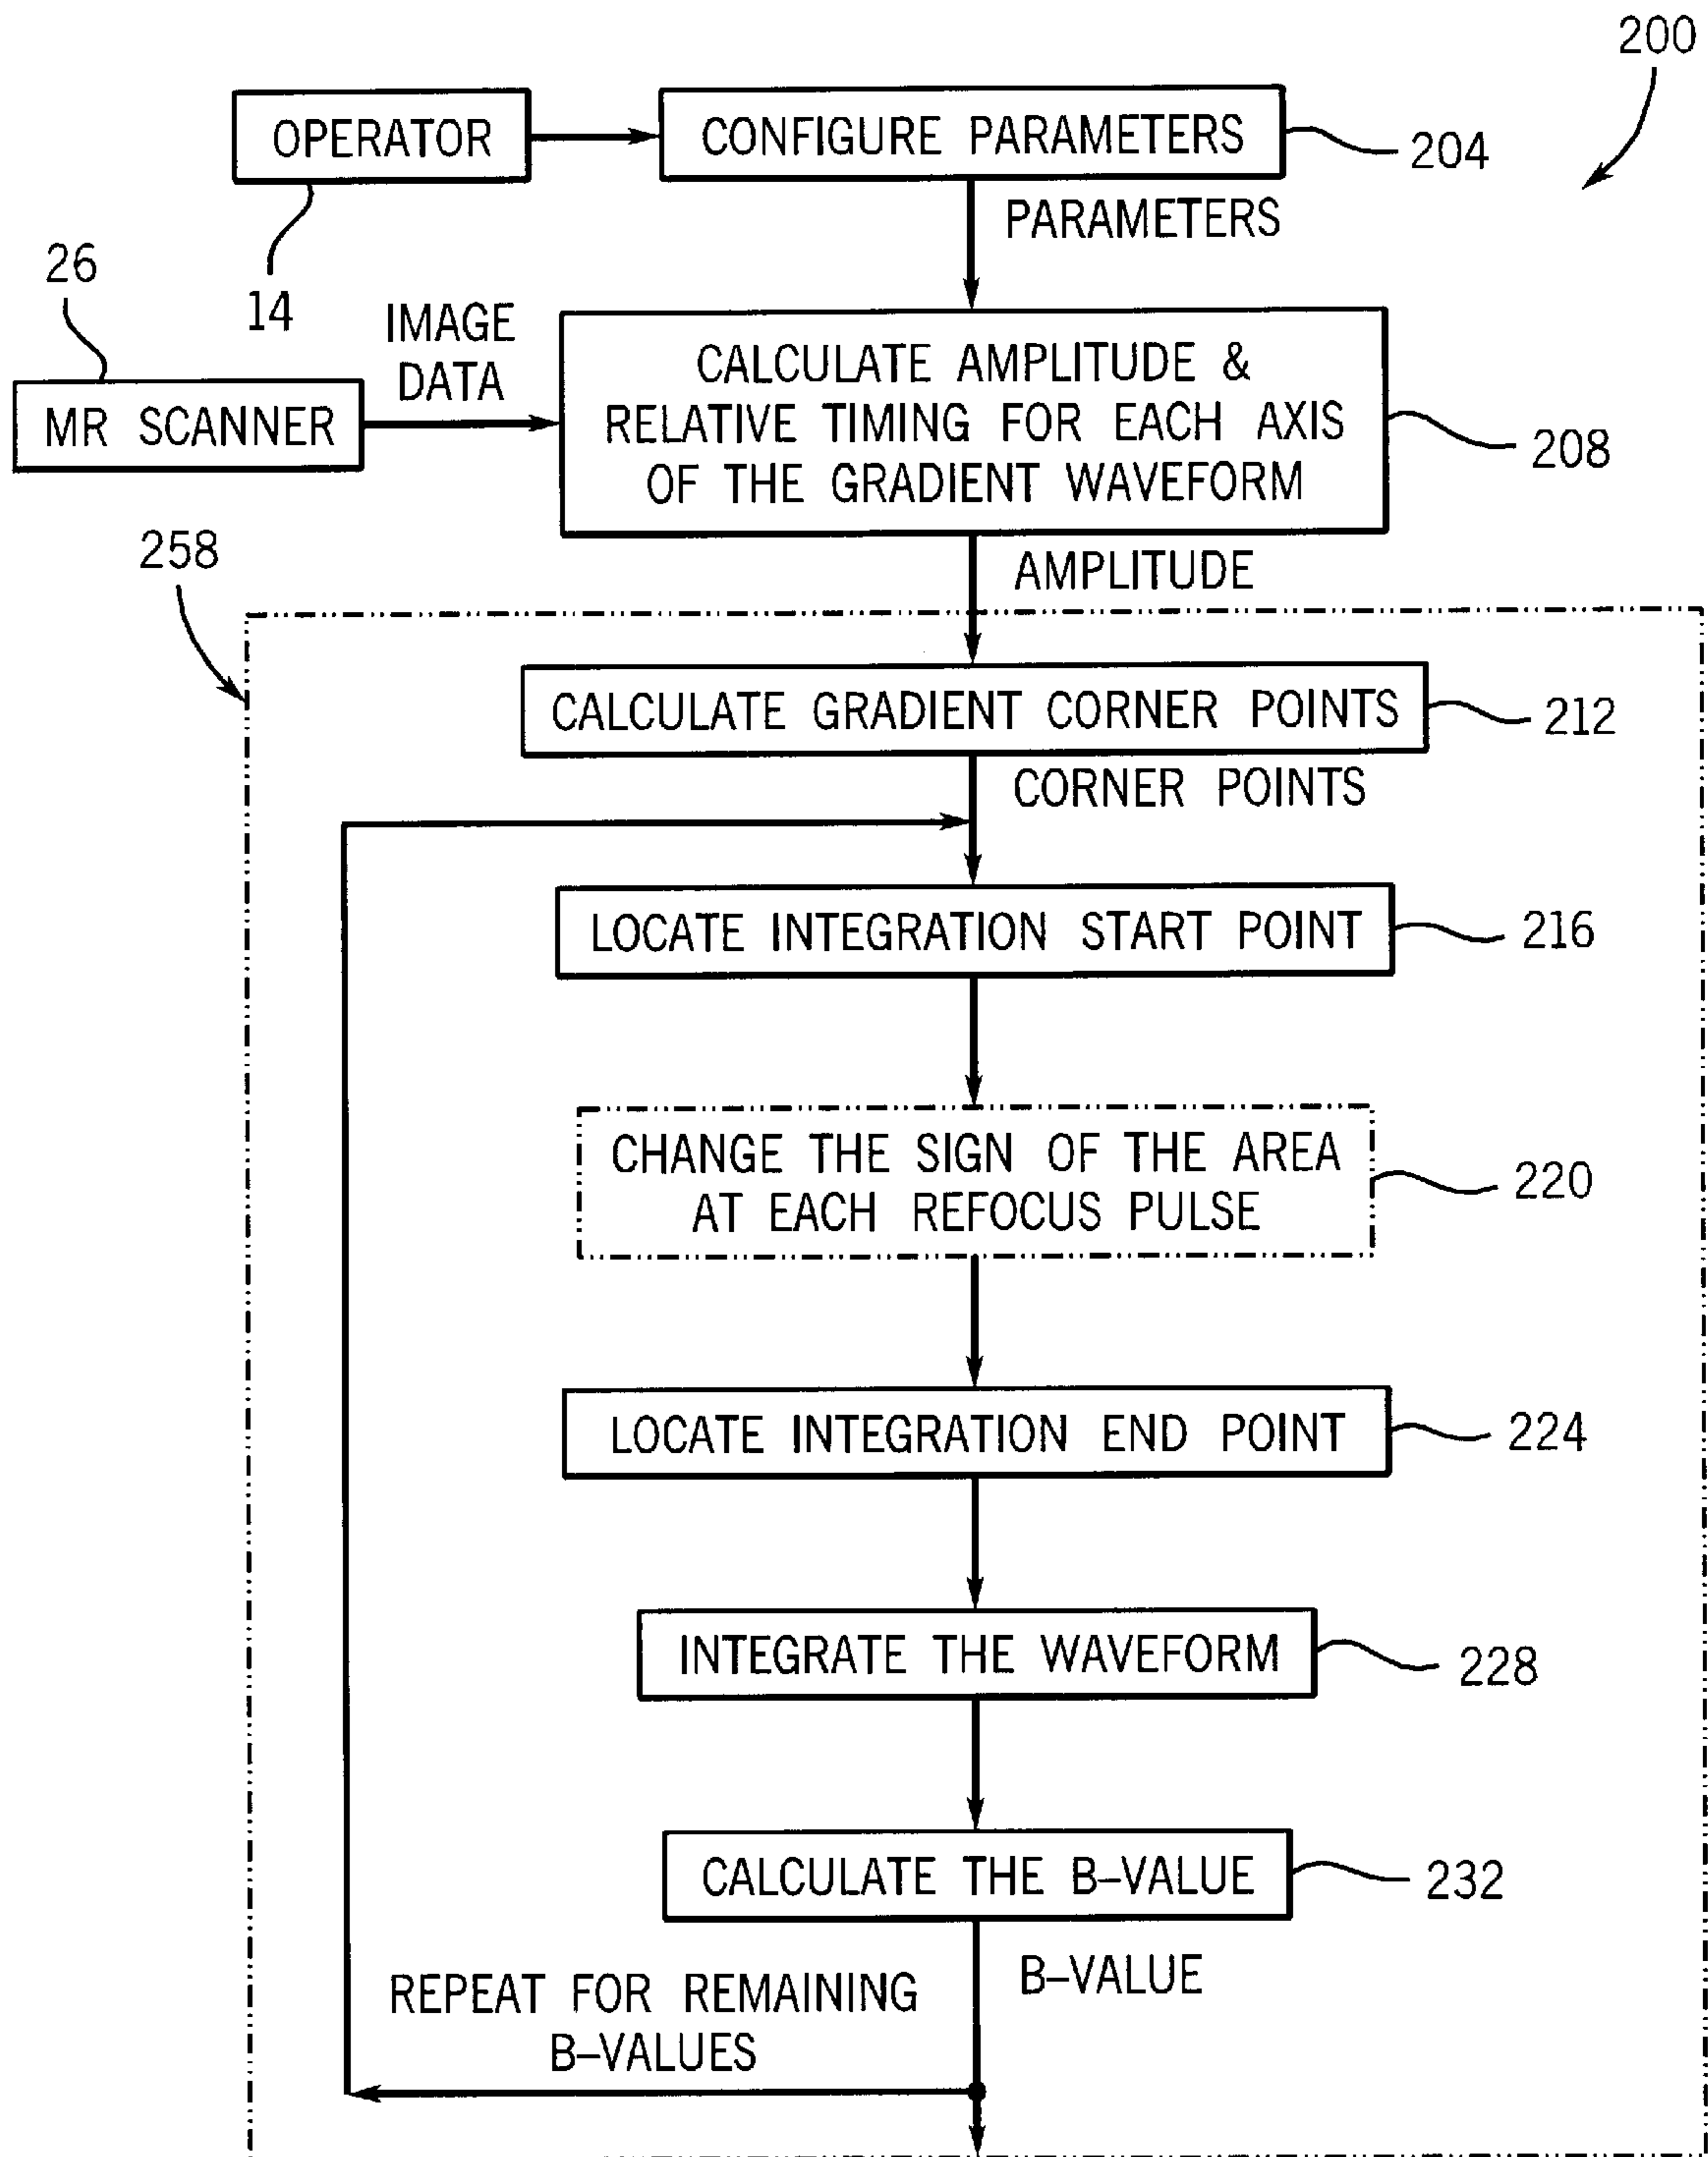 200
OPERATOR
CONFIGURE PARAMETERS
204
PARAMETERS
14
26
IMAGE
DATA
MR SCANNER
CALCULATE AMPLITUDE &
RELATIVE TIMING FOR EACH AXIS
OF THE GRADIENT WAVEFORM
208
258
AMPLITUDE
CALCULATE GRADIENT CORNER POINTS
212
CORNER POINTS
LOCATE INTEGRATION START POINT
216
CHANGE THE SIGN OF THE AREA
AT EACH REFOCUS PULSE
220
LOCATE INTEGRATION END POINT
224
INTEGRATE THE WAVEFORM
228
CALCULATE THE B–VALUE
232
B–VALUE
REPEAT FOR REMAINING
B–VALUES